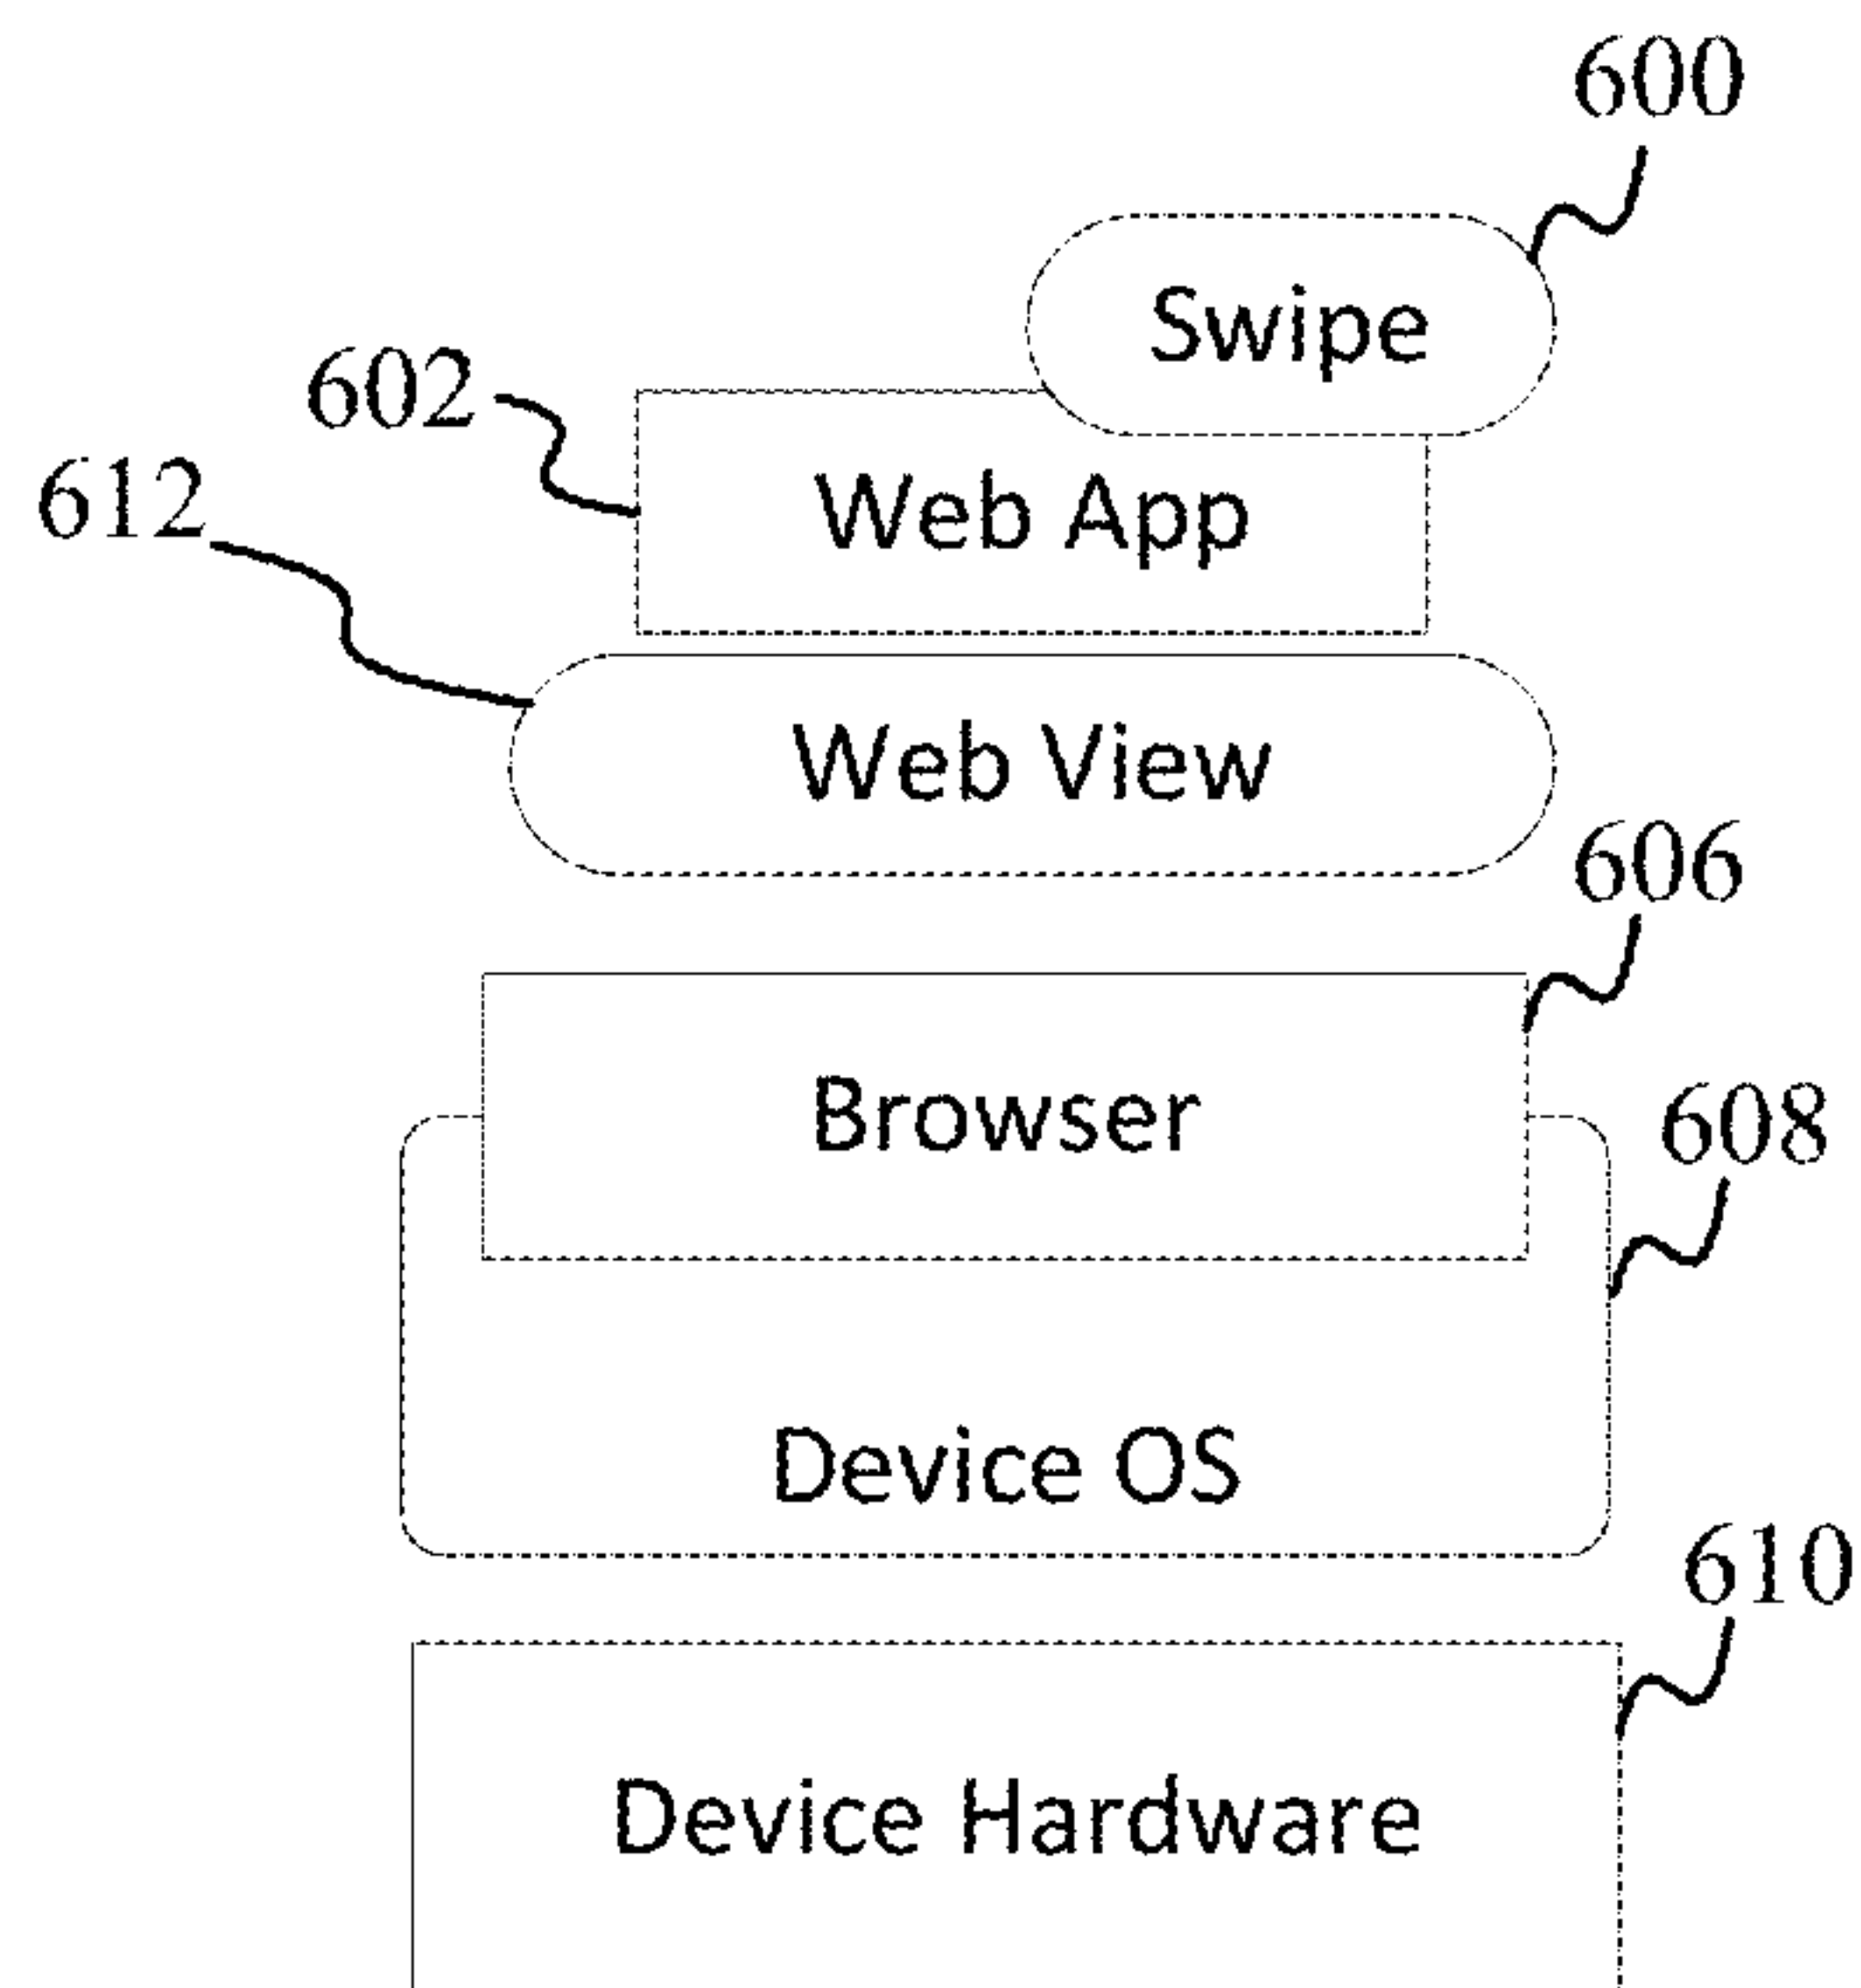 600
Swipe
602
Web App
612
Web View
606
Browser
608
Device OS
610
Device Hardware